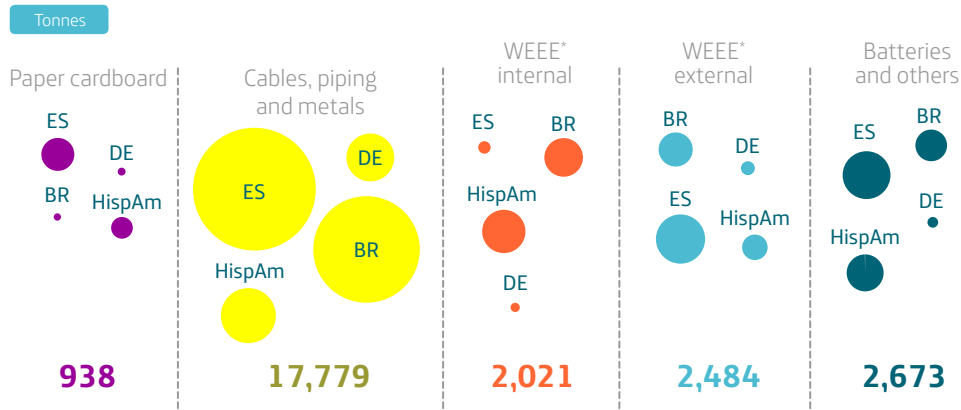 Tonnes
Paper cardboard
ES
DE
BR
HispAm
938
Cables, piping
and metals
ES
DE
BR
HispAm
17,779
WEEE*
internal
ES
BR
HispAm
DE
2,021
WEEE*
external
BR
DE
ES
HispAm
2,484
Batteries
and others
ES
BR
DE
HispAm
2,673